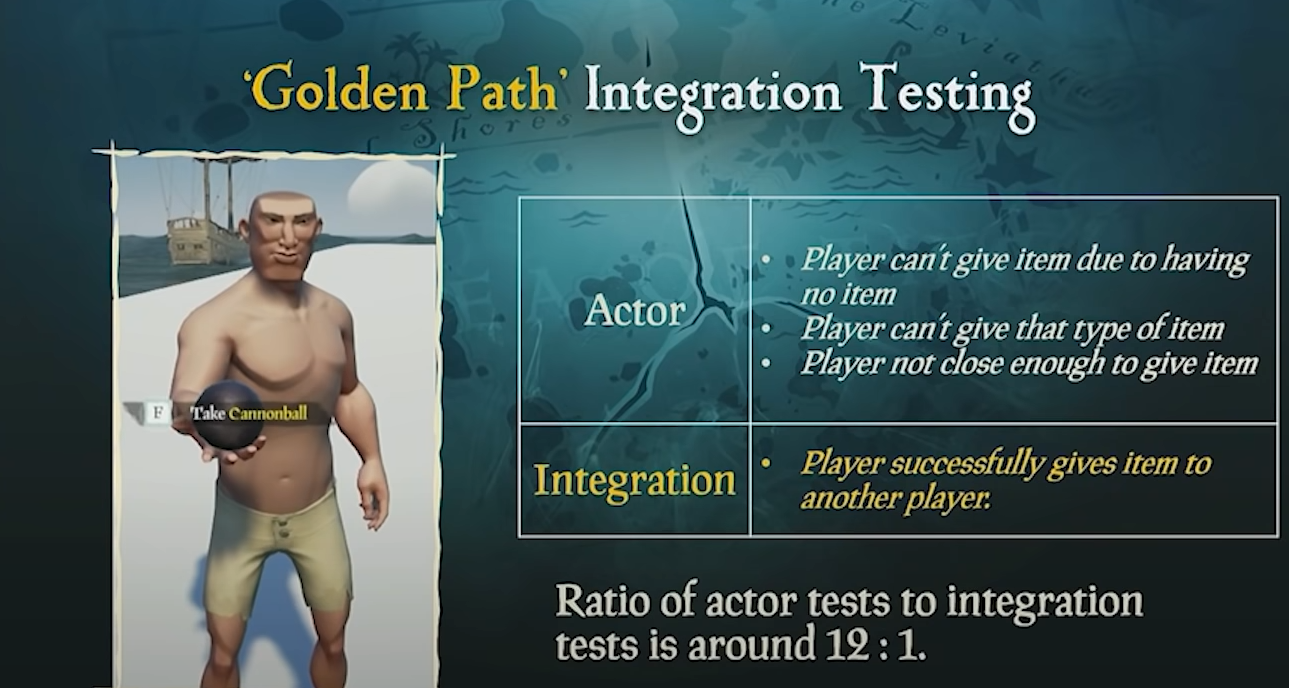 'Golden Path' Integration Testing
Shores
Actor
• Player can't give item due to having
no item
• Player can't give that type of item
• Player not close enough to give item
F Take Cannonball
Integration
• Player successfully gives item to
another player.
Ratio of actor tests to integration
tests is around 12 : 1.